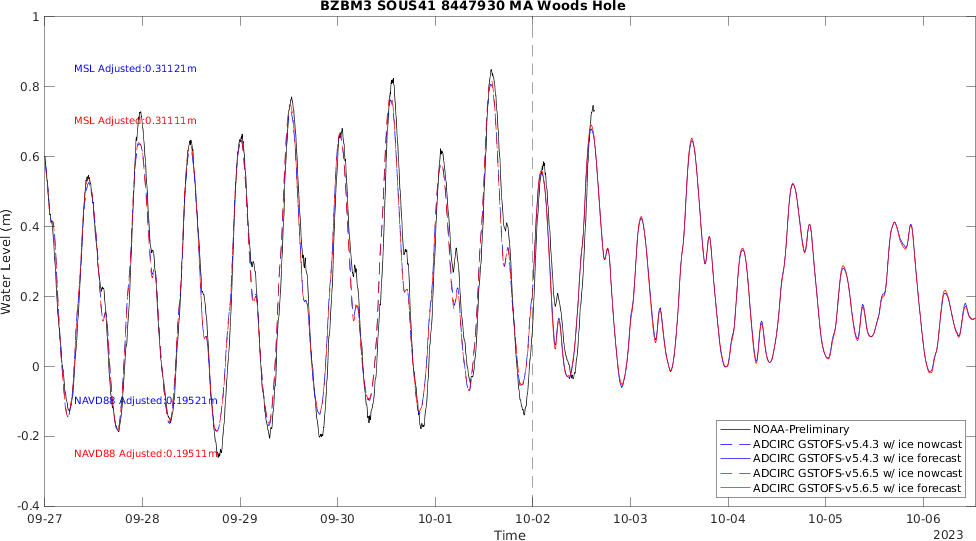 BZBM3 SOUS41 8447930 MA Woods Hole
1
0.8
0.6
0.4
0.2
0
-0.2
-0.4
Water Level (m)
MSL Adjusted:0.31121m
MSL Adjusted:0.31111m
NAVD88 Adjusted:0.19521m
NAVD88 Adjusted:0.19511m
NOAA-Preliminary
ADCIRC GSTOFS-v5.4.3 w/ ice nowcast
ADCIRC GSTOFS-v5.4.3 w/ ice forecast
ADCIRC GSTOFS-v5.6.5 w/ ice nowcast
ADCIRC GSTOFS-v5.6.5 w/ ice forecast
09-27 09-28 09-29 09-30 10-01 10-02 10-03 10-04 10-05 10-06
Time
2023